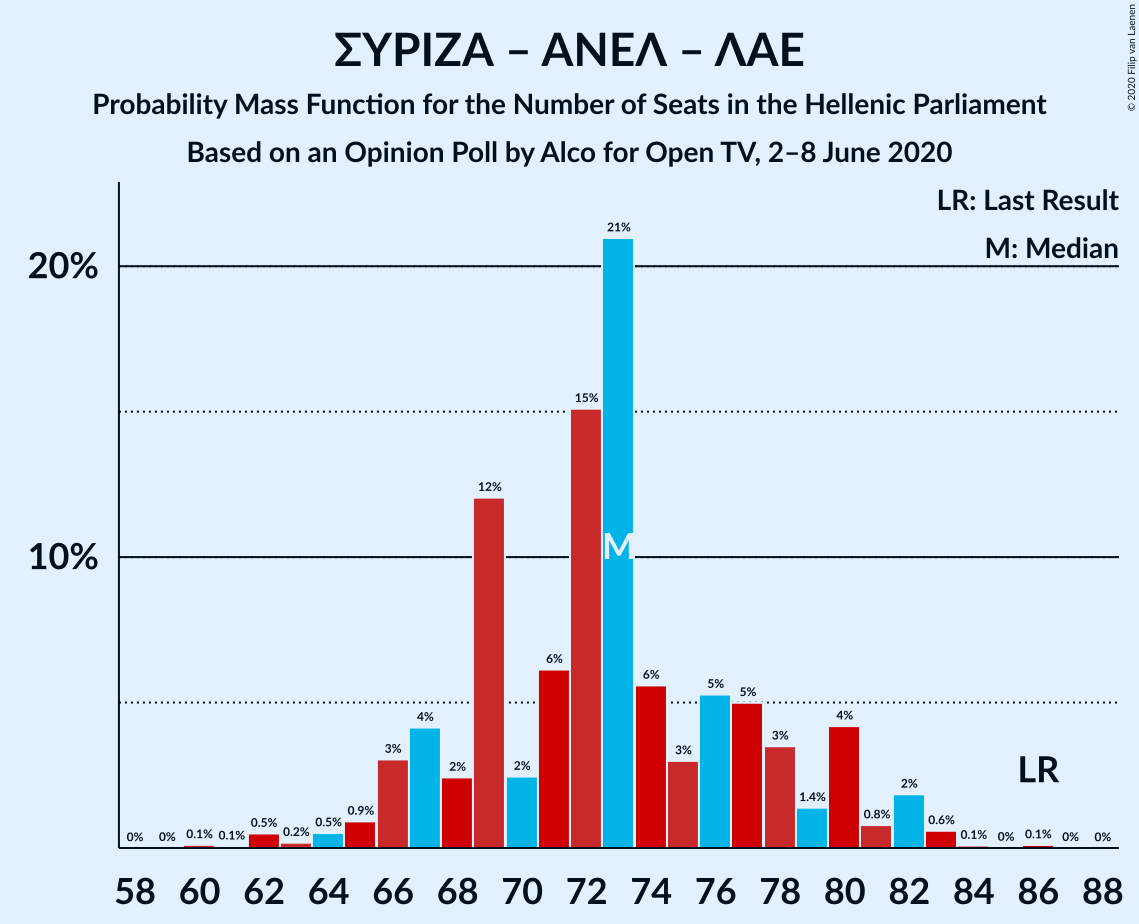 ΣΥΡΙΖΑ – ΑΝΕΛ – ΛΑΕ
Probability Mass Function for the Number of Seats in the Hellenic Parliament
Based on an Opinion Poll by Alco for Open TV, 2–8 June 2020
© 2020 Filip van Laenen
LR: Last Result
M: Median
20%
10%
0% 0% 0.1% 0.1% 0.5% 0.2% 0.5% 0.9% 3% 4% 2% 12% 2% 6% 15% 21% 6% 3% 5% 5% 3% 1.4% 4% 0.8% 2% 0.6% 0.1% 0% 0.1% 0% 0%
M
LR
58 60 62 64 66 68 70 72 74 76 78 80 82 84 86 88